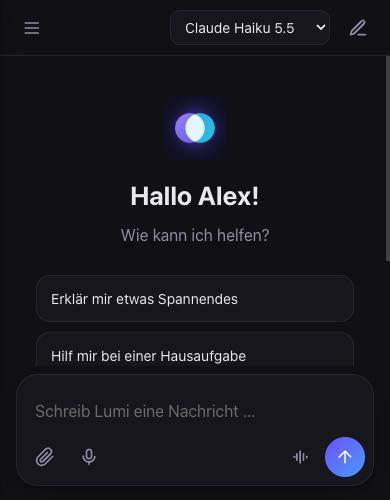 Claude Haiku 5.5
Hallo Alex!
Wie kann ich helfen?
Erklär mir etwas Spannendes
Hilf mir bei einer Hausaufgabe
Schreib Lumi eine Nachricht ...